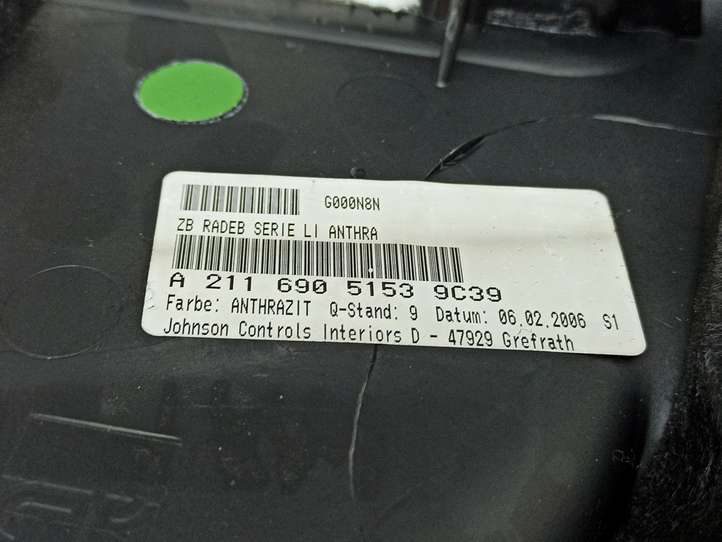 G000N8N
ZB RADEB SERIE LI ANTHRA
A 211 690 5153 9C39
Farbe: ANTHRAZIT Q-Stand: 9 Datum: 06.02.2006 S1
Johnson Controls Interiors D - 47929 Grefrath